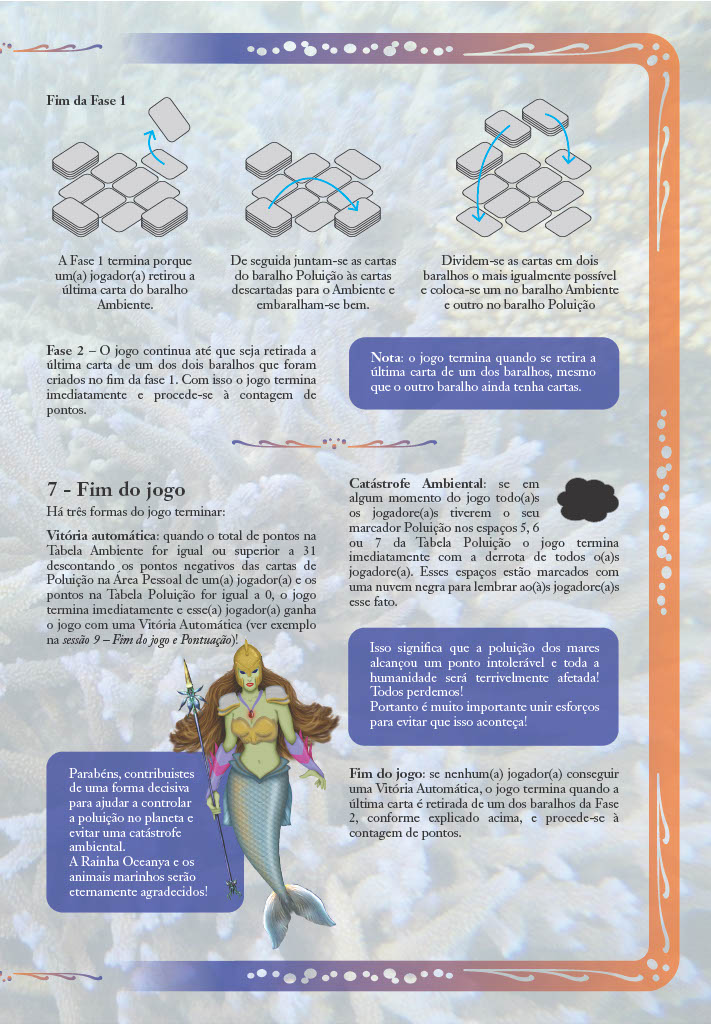 Fim da Fase 1
A Fase 1 termina porque
um(a) jogador(a) retirou a
última carta do baralho
Ambiente.
De seguida juntam-se as cartas
do baralho Poluição às cartas
descartadas para o Ambiente e
embaralham-se bem.
Dividem-se as cartas em dois
baralhos o mais igualmente possível
e coloca-se um no baralho Ambiente
e outro no baralho Poluição
Fase 2 – O jogo continua até que seja retirada a
última carta de um dos dois baralhos que foram
criados no fim da fase 1. Com isso o jogo termina
imediatamente e procede-se à contagem de
pontos.
Nota: o jogo termina quando se retira a
última carta de um dos baralhos, mesmo
que o outro baralho ainda tenha cartas.
7 - Fim do jogo
Há três formas do jogo terminar:
Vitória automática: quando o total de pontos na
Tabela Ambiente for igual ou superior a 31
descontando os pontos negativos das cartas de
Poluição na Área Pessoal de um(a) jogador(a) e os
pontos na Tabela Poluição for igual a 0, o jogo
termina imediatamente e esse(a) jogador(a) ganha
o jogo com uma Vitória Automática (ver exemplo
na sessão 9 – Fim do jogo e Pontuação)!
Parabéns, contribuistes
de uma forma decisiva
para ajudar a controlar
a poluição no planeta e
evitar uma catástrofe
ambiental.
A Rainha Oceanya e os
animais marinhos serão
eternamente agradecidos!
Catástrofe Ambiental: se em
algum momento do jogo todo(a)s
os jogadore(a)s tiverem o seu
marcador Poluição nos espaços 5, 6
ou 7 da Tabela Poluição o jogo termina
imediatamente com a derrota de todos o(a)s
jogadore(a). Esses espaços estão marcados com
uma nuvem negra para lembrar ao(à)s jogadore(a)s
esse fato.
Isso significa que a poluição dos mares
alcançou um ponto intolerável e toda a
humanidade será terrivelmente afetada!
Todos perdemos!
Portanto é muito importante unir esforços
para evitar que isso aconteça!
Fim do jogo: se nenhum(a) jogador(a) conseguir
uma Vitória Automática, o jogo termina quando a
última carta é retirada de um dos baralhos da Fase
2, conforme explicado acima, e procede-se à
contagem de pontos.